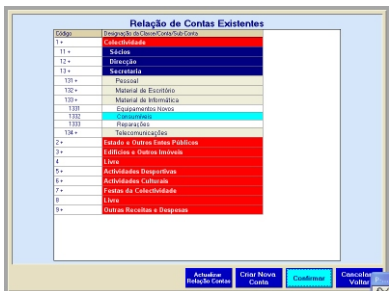 Relação de Contas Existentes
Código Designação da Classe/Conta/Sub-Conta
1 + Colectividade
11 + Sócios
12 + Direcção
13 + Secretaria
131 + Pessoal
132 + Material de Escritório
133 + Material de Informática
1331 Equipamentos Novos
1332 Consumíveis
1333 Reparações
134 + Telecomunicações
2 + Estado e Outros Entes Públicos
3 + Edifícios e Outros Imóveis
4 Livre
5 + Actividades Desportivas
6 + Actividades Culturais
7 + Festas da Colectividade
8 Livre
9 + Outras Receitas e Despesas
Actualizar Relação Contas
Criar Nova Conta
Confirmar
Cancelar Voltar